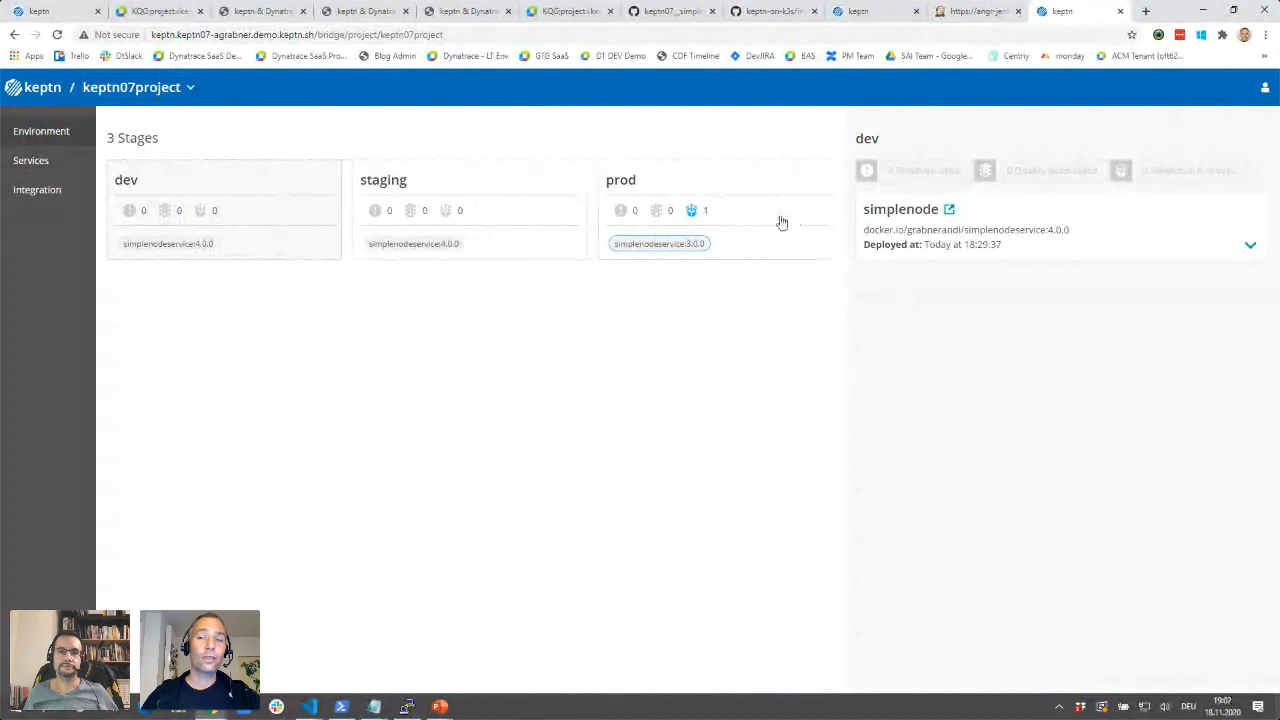 keptn
KQG;project:ke
keptn & Dynatra
keptn & Dynatra
keptn & Dynatra
KQG;project:ke
keptn07__simple
keptn-on-k3s/in
keptn
keptn
Not secure
keptn.keptn07-agrabner.demo.keptn.sh/bridge/project/keptn07project
Apps
Trello
DtSlack
Dynatrace SaaS De...
Dynatrace SaaS Pro...
Blog Admin
Dynatrace - LT Env
GTG SaaS
DT DEV Demo
CDF Timeline
DevJIRA
BAS
PM Team
SAI Team - Google...
Centriy
monday
ACM Tenant (oft62...
»
keptn / keptn07project
Environment
Services
Integration
3 Stages
dev
0 0 0
simplenodeservice:4.0.0
staging
0 0 0
simplenodeservice:4.0.0
prod
0 0 1
simplenodeservice:3.0.0
dev
simplenode
docker.io/grabnerandi/simplenodeservice:4.0.0
Deployed at: Today at 18:29:37
DEU
19:02
18.11.2020